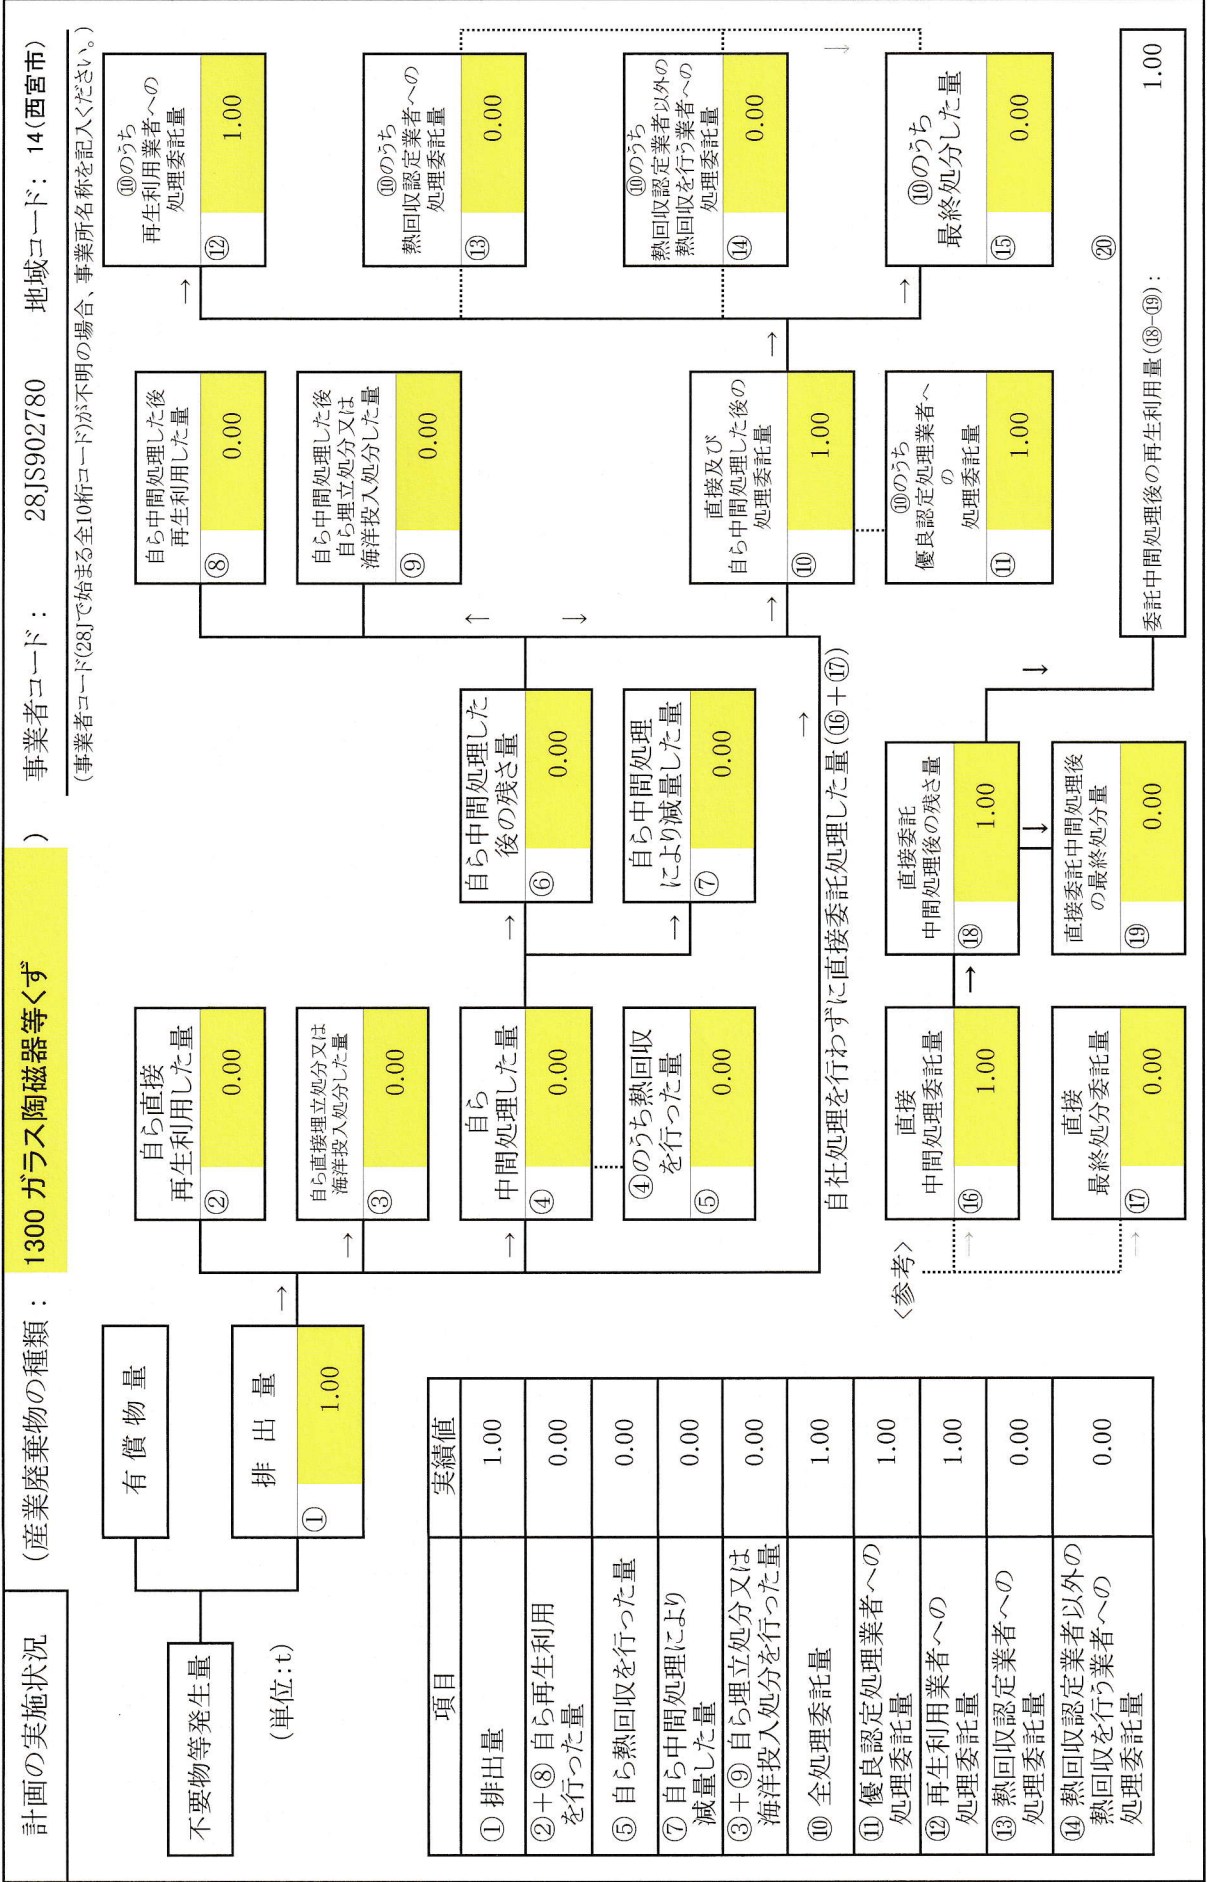 計画の実施状況
(産業廃棄物の種類： 1300 ガラス陶磁器等くず )
事業者コード： 28JS902780 地域コード： 14(西宮市)
(事業者コード(28Jで始まる全10桁コード)が不明の場合、事業所名称を記入ください。)
不要物等発生量
(単位：t)
有 償 物 量
排 出 量
① 1.00
自ら直接
再生利用した量
② 0.00
自ら直接埋立処分又は
海洋投入処分した量
③ 0.00
自ら
中間処理した量
④ 0.00
④のうち熱回収
を行った量
⑤ 0.00
自ら中間処理した
後の残さ量
⑥ 0.00
自ら中間処理
により減量した量
⑦ 0.00
自ら中間処理した後
再生利用した量
⑧ 0.00
自ら中間処理した後
自ら埋立処分又は
海洋投入処分した量
⑨ 0.00
直接及び
自ら中間処理した後の
処理委託量
⑩ 1.00
⑩のうち
優良認定処理業者へ
の
処理委託量
⑪ 1.00
⑩のうち
再生利用業者への
処理委託量
⑫ 1.00
⑩のうち
熱回収認定業者への
処理委託量
⑬ 0.00
⑩のうち
熱回収認定業者以外の
熱回収を行う業者への
処理委託量
⑭ 0.00
⑩のうち
最終処分した量
⑮ 0.00
自社処理を行わずに直接委託処理した量(⑯＋⑰)
<参考>
直接
中間処理委託量
⑯ 1.00
直接
最終処分委託量
⑰ 0.00
直接委託
中間処理後の残さ量
⑱ 1.00
直接委託中間処理後
の最終処分量
⑲ 0.00
⑳
委託中間処理後の再生利用量(⑱-⑲)： 1.00
項目 実績値
① 排出量 1.00
②＋⑧ 自ら再生利用
を行った量 0.00
⑤ 自ら熱回収を行った量 0.00
⑦ 自ら中間処理により
減量した量 0.00
③＋⑨ 自ら埋立処分又は
海洋投入処分を行った量 0.00
⑩ 全処理委託量 1.00
⑪ 優良認定処理業者への
処理委託量 1.00
⑫ 再生利用業者への
処理委託量 1.00
⑬ 熱回収認定業者への
処理委託量 0.00
⑭ 熱回収認定業者以外の
熱回収を行う業者への
処理委託量 0.00